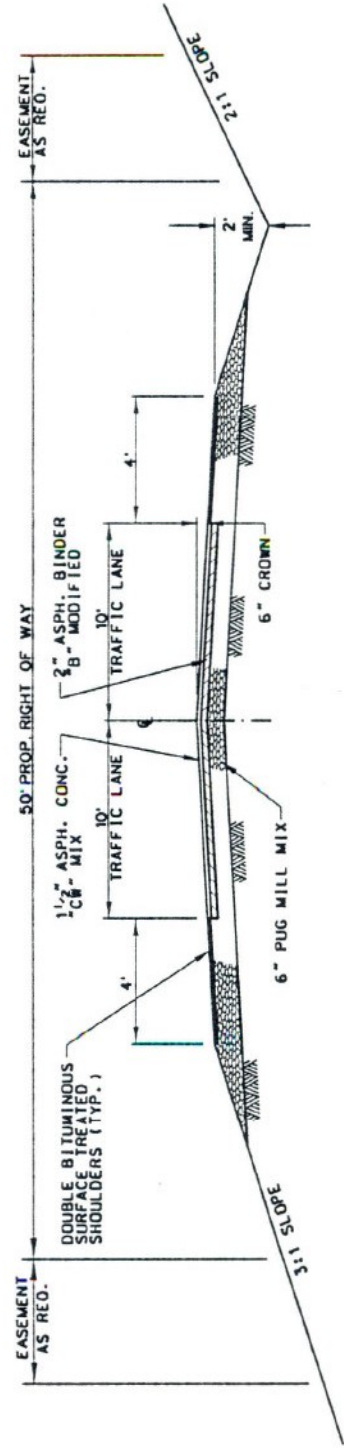 EASEMENT
AS REQ.
50' PROP. RIGHT OF WAY
EASEMENT
AS REQ.
DOUBLE BITUMINOUS
SURFACE TREATED
SHOULDERS (TYP.)
1 1/2" ASPH. CONC.
"CW" MIX
2" ASPH. BINDER
"B" MODIFIED
4'
10'
TRAFFIC LANE
10'
TRAFFIC LANE
4'
2'
MIN.
2:1 SLOPE
3:1 SLOPE
6" PUG MILL MIX
6" CROWN